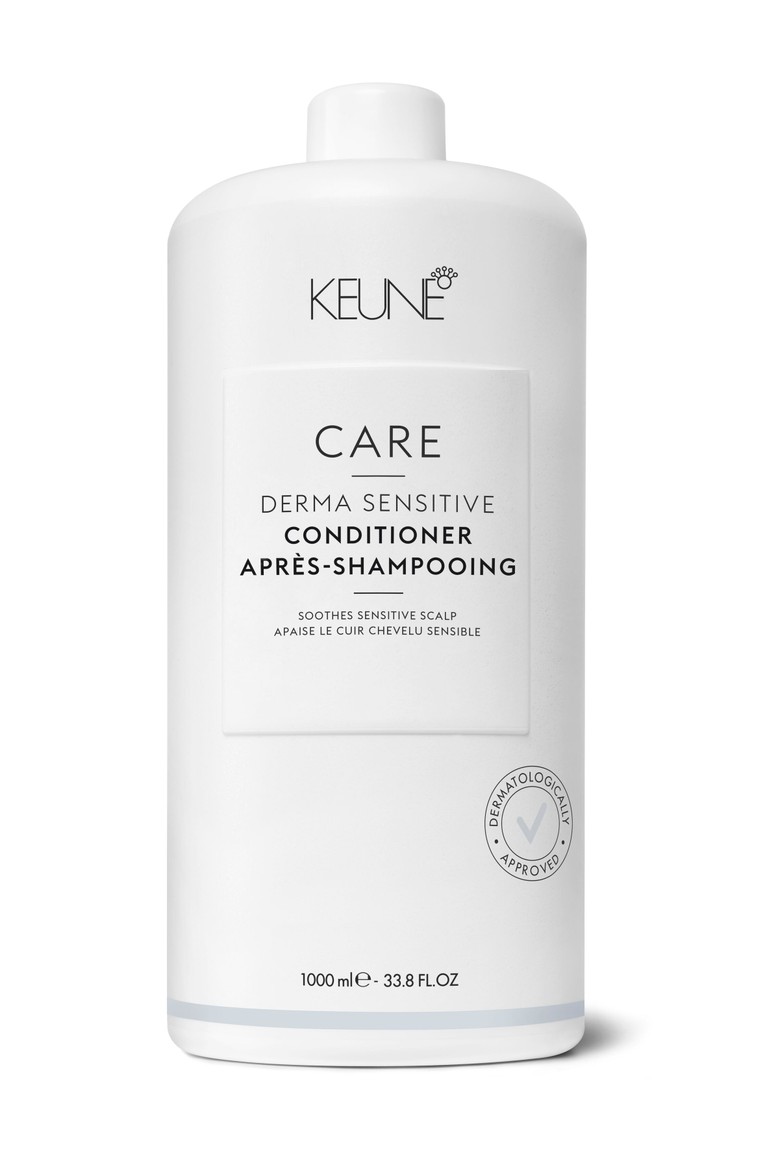 KEUNE
CARE
DERMA SENSITIVE
CONDITIONER
APRÈS-SHAMPOOING
SOOTHES SENSITIVE SCALP
APAISE LE CUIR CHEVELU SENSIBLE
DERMATOLOGICALLY
APPROVED
1000 ml℮ - 33.8 FL.OZ